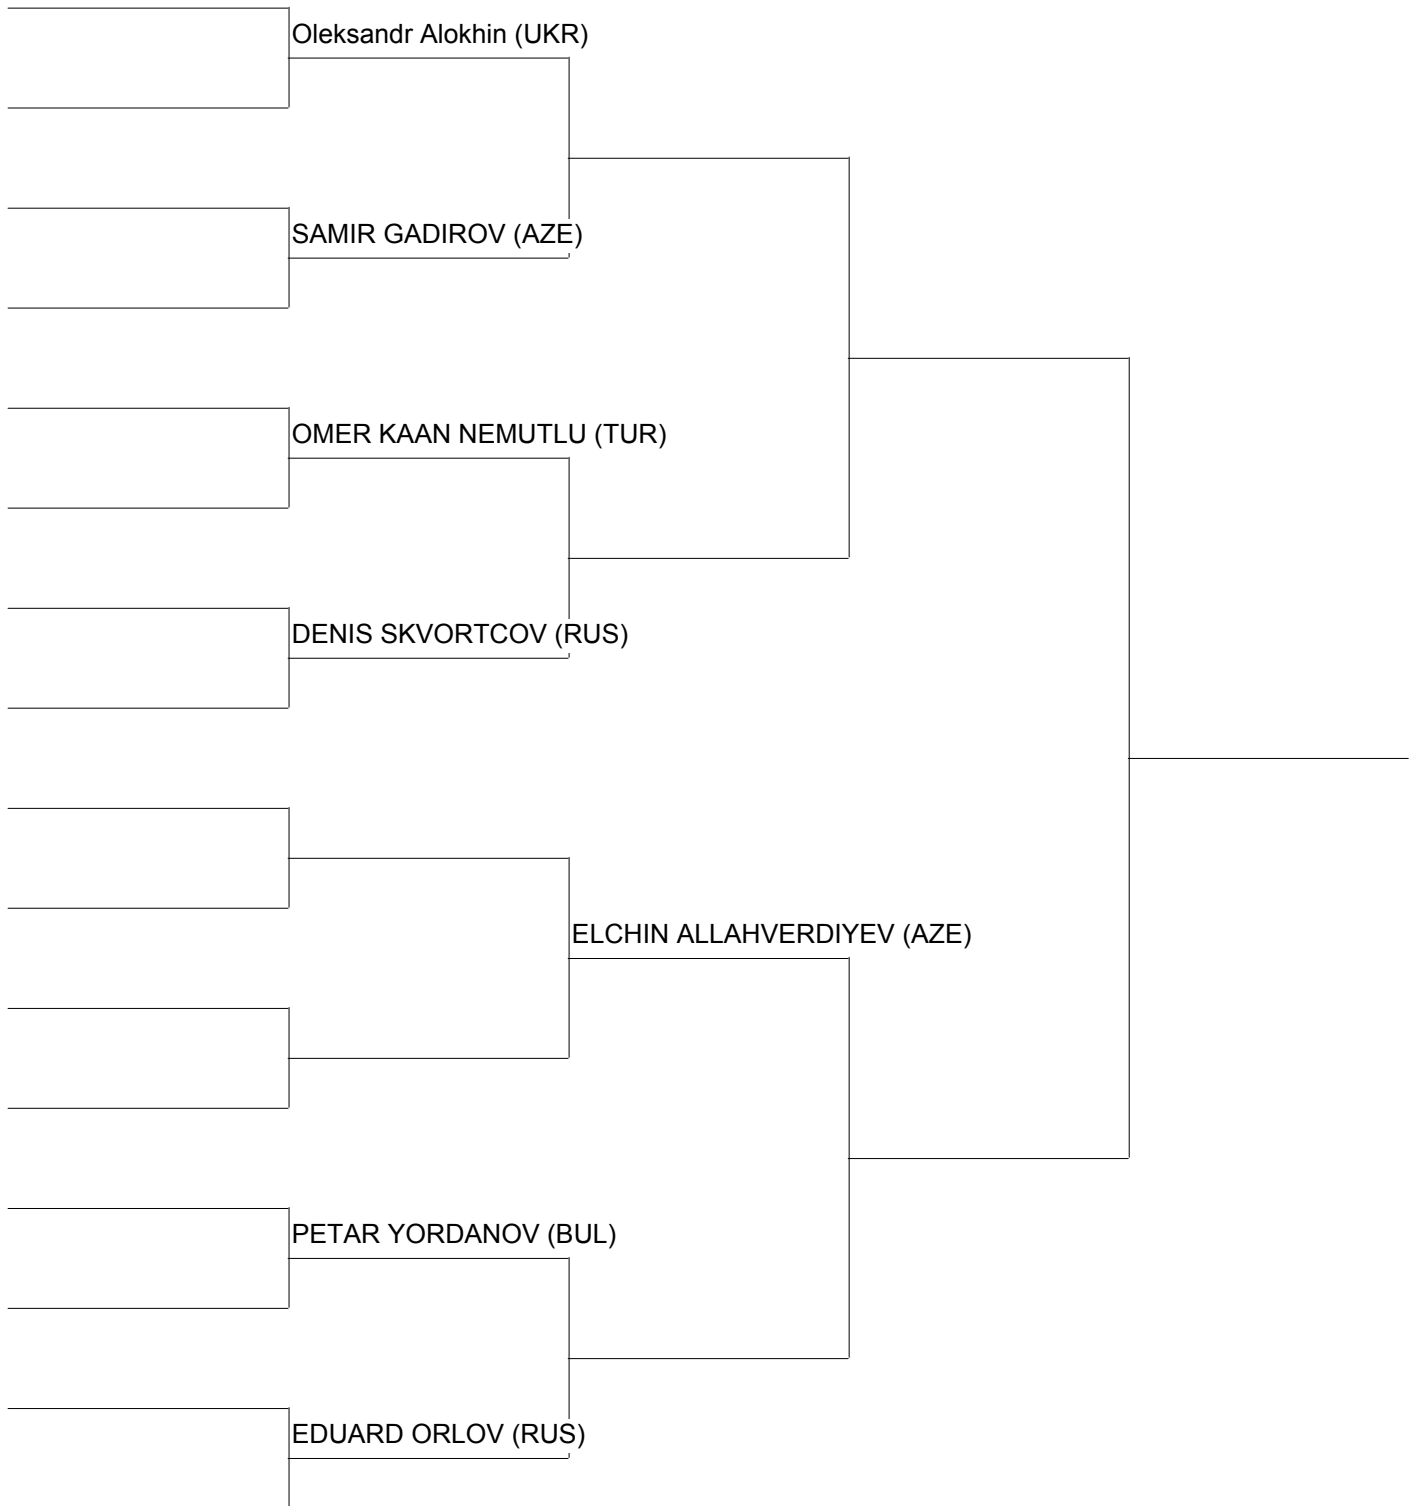 Oleksandr Alokhin (UKR)
SAMIR GADIROV (AZE)
OMER KAAN NEMUTLU (TUR)
DENIS SKVORTCOV (RUS)
ELCHIN ALLAHVERDIYEV (AZE)
PETAR YORDANOV (BUL)
EDUARD ORLOV (RUS)